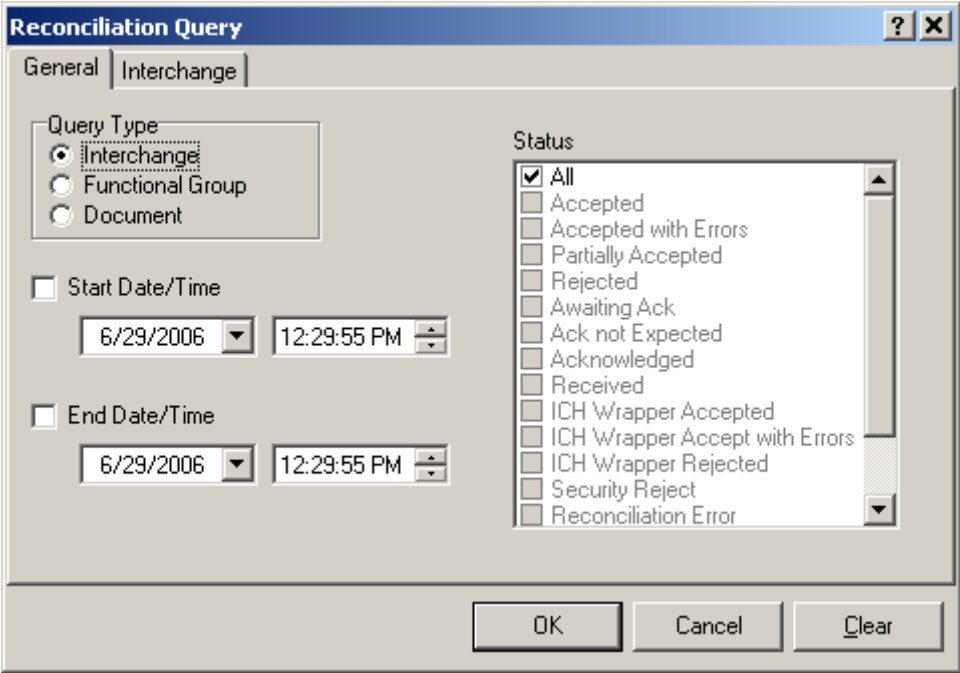 Reconciliation Query
General
Interchange
Query Type
Interchange
Functional Group
Document
Start Date/Time
6/29/2006
12:29:55 PM
End Date/Time
6/29/2006
12:29:55 PM
Status
All
Accepted
Accepted with Errors
Partially Accepted
Rejected
Awaiting Ack
Ack not Expected
Acknowledged
Received
ICH Wrapper Accepted
ICH Wrapper Accept with Errors
ICH Wrapper Rejected
Security Reject
Reconciliation Error
OK
Cancel
Clear